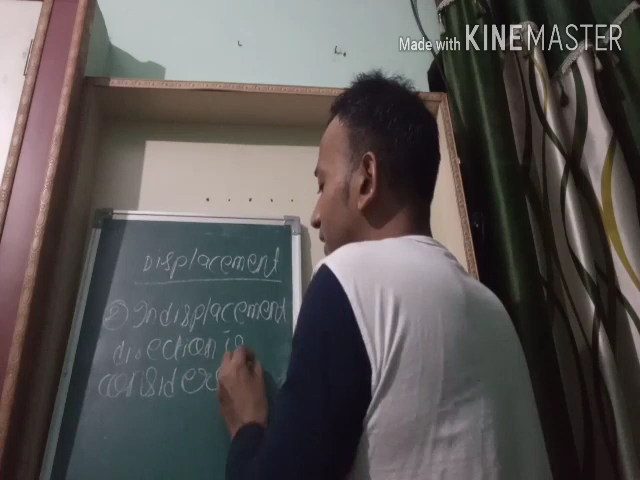 Made with KINEMASTER
Displacement
② In displacement
direction is
consider